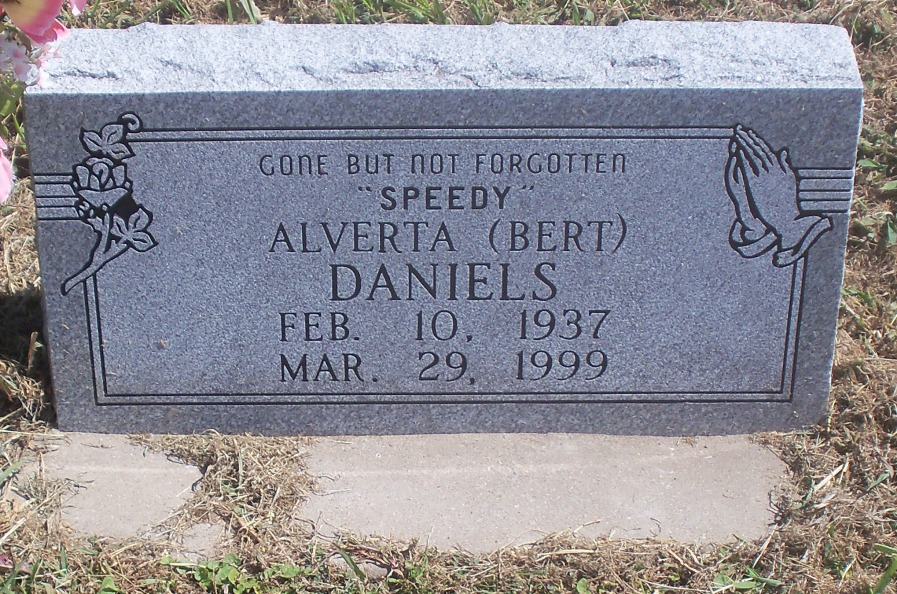 GONE BUT NOT FORGOTTEN
"SPEEDY"
ALVERTA (BERT)
DANIELS
FEB. 10, 1937
MAR. 29, 1999